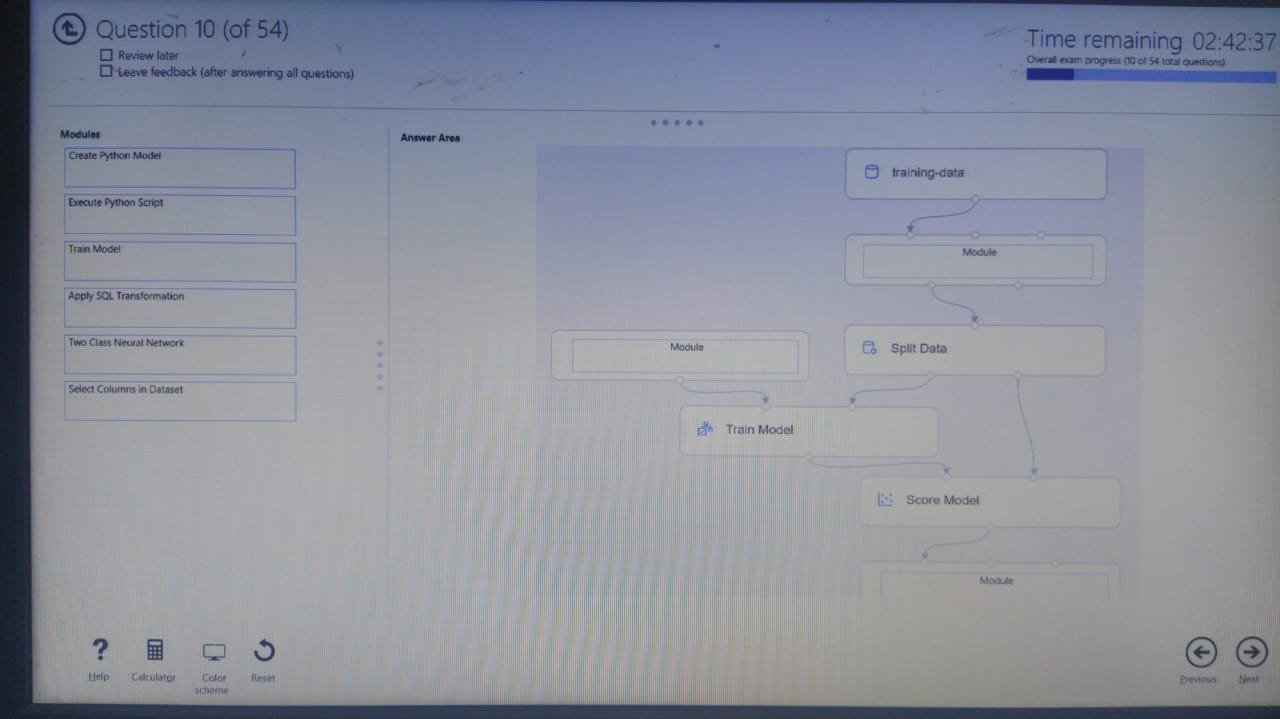 Question 10 (of 54)
Review later
Leave feedback (after answering all questions)
Time remaining 02:42:37
Overall exam progress (10 of 54 total questions)
Modules
Create Python Model
Execute Python Script
Train Model
Apply SQL Transformation
Two Class Neural Network
Select Columns in Dataset
Answer Area
training-data
Module
Module
Split Data
Train Model
Score Model
Module
? Help
Calculator
Color
scheme
Reset
Previous
Next